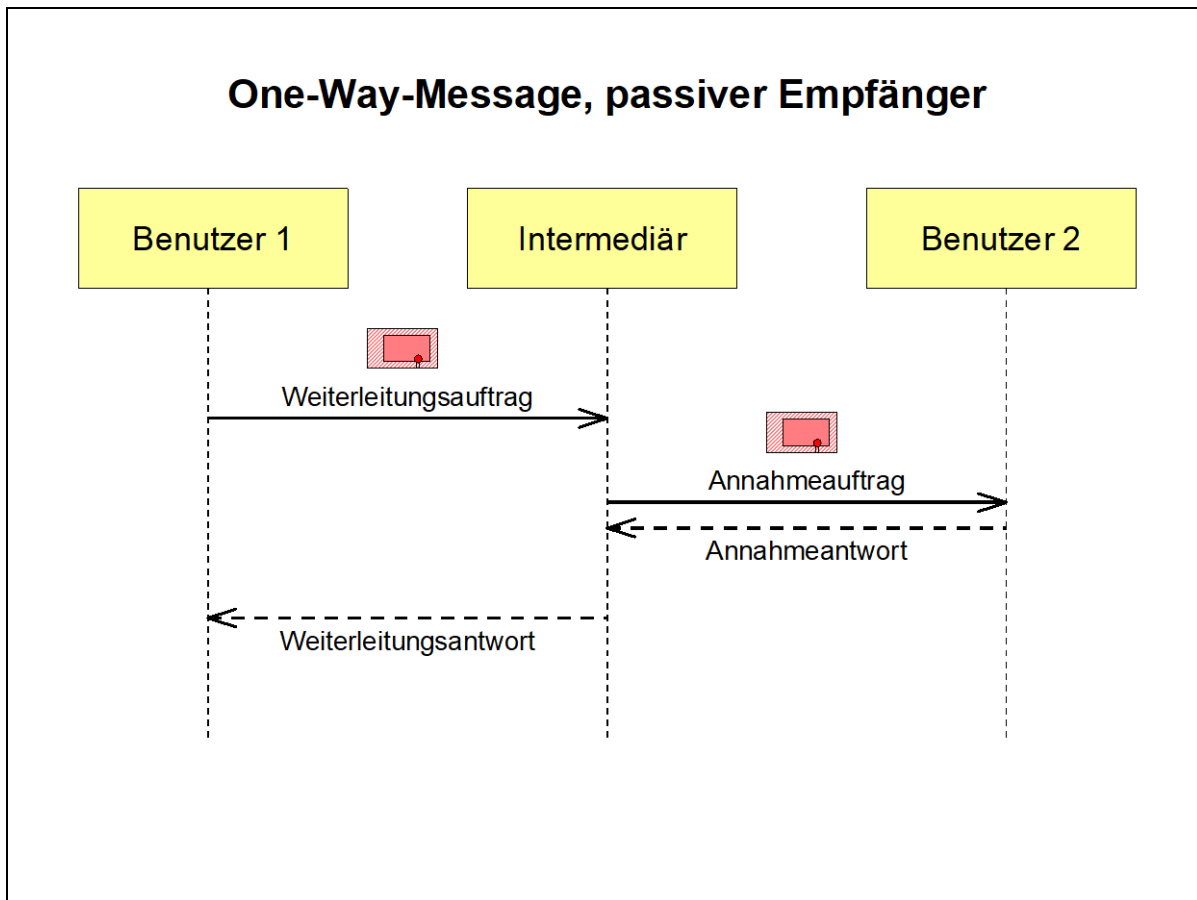 One-Way-Message, passiver Empfänger
Benutzer 1
Intermediär
Benutzer 2
Weiterleitungsauftrag
Annahmeauftrag
Annahmeantwort
Weiterleitungsantwort